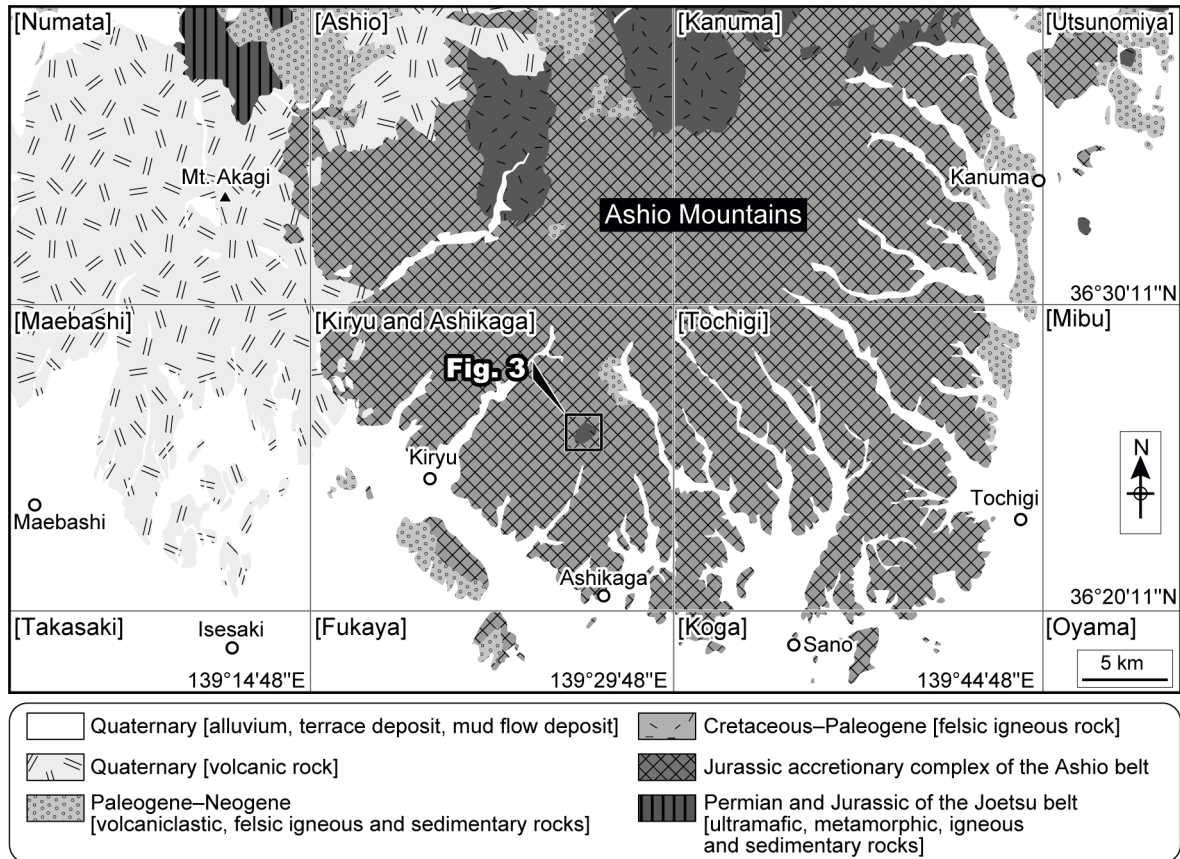 [Numata]
[Ashio]
[Kanuma]
[Utsunomiya]
Mt. Akagi
Kanuma
Ashio Mountains
36°30'11"N
[Maebashi]
[Kiryu and Ashikaga]
[Tochigi]
[Mibu]
Fig. 3
N
Kiryu
Maebashi
Tochigi
Ashikaga
36°20'11"N
[Takasaki]
Isesaki
[Fukaya]
[Koga]
Sano
[Oyama]
5 km
139°14'48"E
139°29'48"E
139°44'48"E
Quaternary [alluvium, terrace deposit, mud flow deposit]
Quaternary [volcanic rock]
Paleogene–Neogene
[volcaniclastic, felsic igneous and sedimentary rocks]
Cretaceous–Paleogene [felsic igneous rock]
Jurassic accretionary complex of the Ashio belt
Permian and Jurassic of the Joetsu belt
[ultramafic, metamorphic, igneous
and sedimentary rocks]